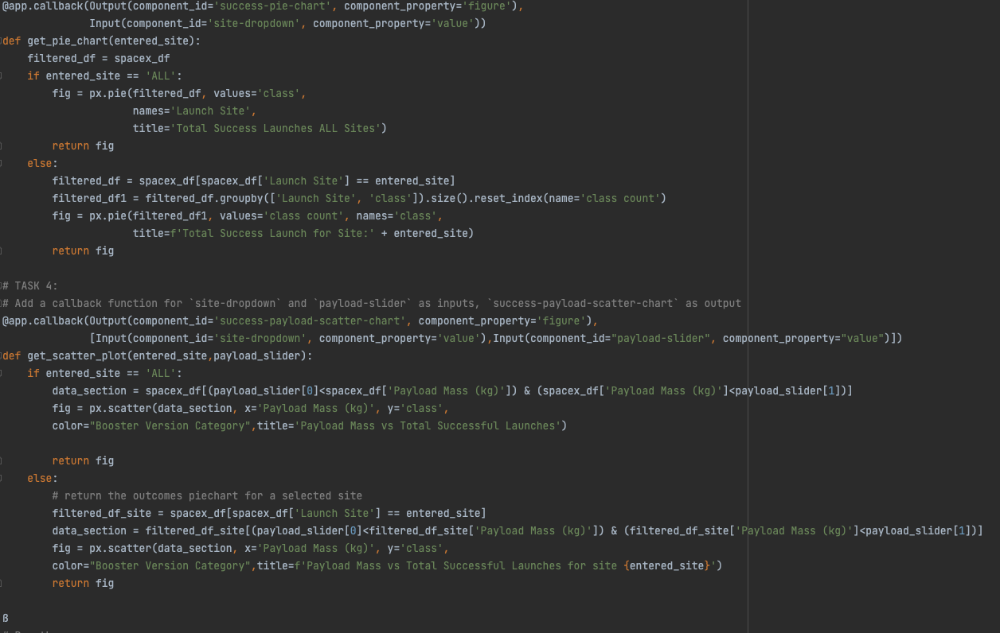 @app.callback(Output(component_id='success-pie-chart', component_property='figure'),
              Input(component_id='site-dropdown', component_property='value'))
def get_pie_chart(entered_site):
    filtered_df = spacex_df
    if entered_site == 'ALL':
        fig = px.pie(filtered_df, values='class',
                     names='Launch Site',
                     title='Total Success Launches ALL Sites')
        return fig
    else:
        filtered_df = spacex_df[spacex_df['Launch Site'] == entered_site]
        filtered_df1 = filtered_df.groupby(['Launch Site', 'class']).size().reset_index(name='class count')
        fig = px.pie(filtered_df1, values='class count', names='class',
                     title=f'Total Success Launch for Site:' + entered_site)
        return fig

# TASK 4:
# Add a callback function for `site-dropdown` and `payload-slider` as inputs, `success-payload-scatter-chart` as output
@app.callback(Output(component_id='success-payload-scatter-chart', component_property='figure'),
              [Input(component_id='site-dropdown', component_property='value'),Input(component_id="payload-slider", component_property="value")])
def get_scatter_plot(entered_site,payload_slider):
    if entered_site == 'ALL':
        data_section = spacex_df[(payload_slider[0]<spacex_df['Payload Mass (kg)']) & (spacex_df['Payload Mass (kg)']<payload_slider[1])]
        fig = px.scatter(data_section, x='Payload Mass (kg)', y='class',
        color="Booster Version Category",title='Payload Mass vs Total Successful Launches')

        return fig
    else:
        # return the outcomes piechart for a selected site
        filtered_df_site = spacex_df[spacex_df['Launch Site'] == entered_site]
        data_section = filtered_df_site[(payload_slider[0]<filtered_df_site['Payload Mass (kg)']) & (filtered_df_site['Payload Mass (kg)']<payload_slider[1])]
        fig = px.scatter(data_section, x='Payload Mass (kg)', y='class',
        color="Booster Version Category",title=f'Payload Mass vs Total Successful Launches for site {entered_site}')
        return fig

ß